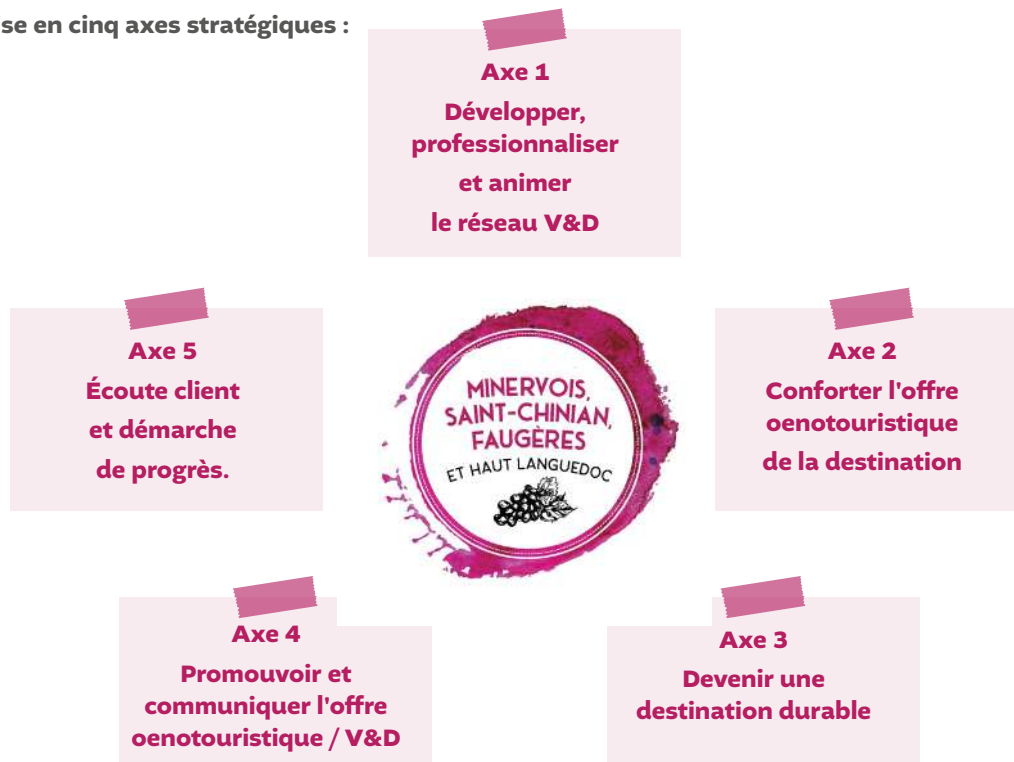 se en cinq axes stratégiques :
Axe 1
Développer,
professionnaliser
et animer
le réseau V&D
Axe 5
Écoute client
et démarche
de progrès.
MINERVOIS,
SAINT-CHINIAN,
FAUGÈRES
ET HAUT LANGUEDOC
Axe 2
Conforter l'offre
oenotouristique
de la destination
Axe 4
Promouvoir et
communiquer l'offre
oenotouristique / V&D
Axe 3
Devenir une
destination durable